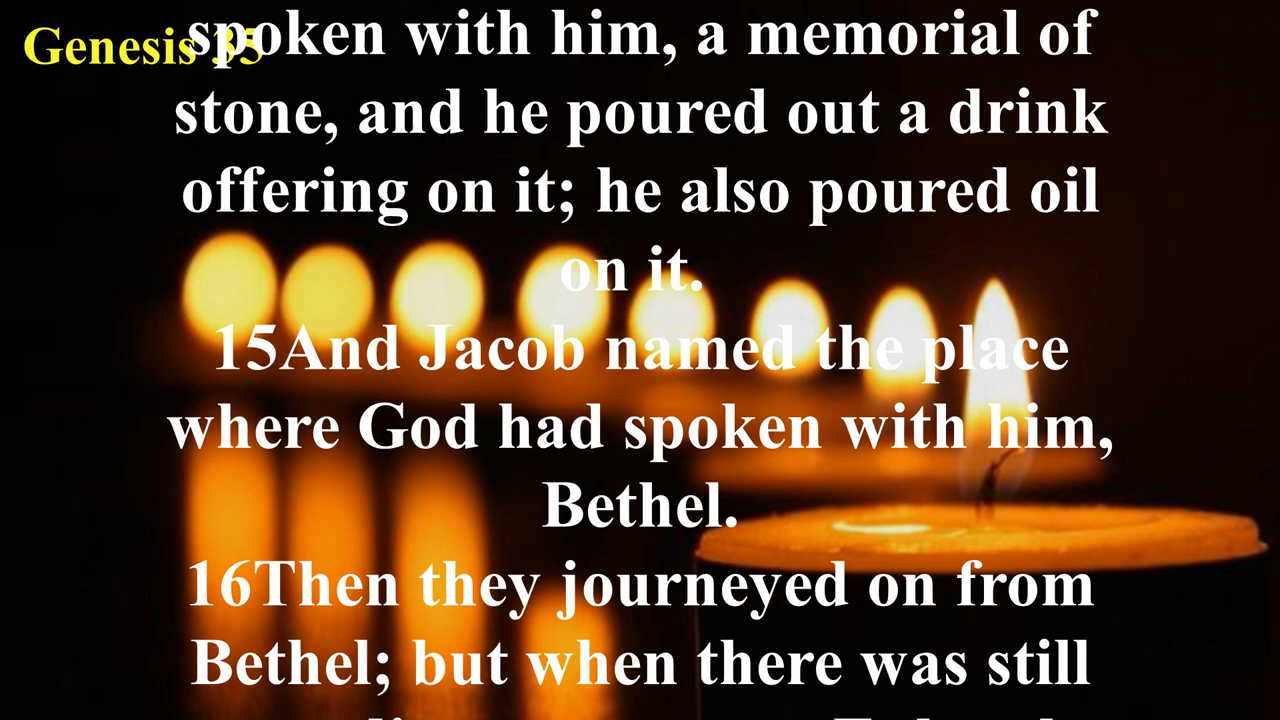 Genesis 35
spoken with him, a memorial of
stone, and he poured out a drink
offering on it; he also poured oil
on it.
15And Jacob named the place
where God had spoken with him,
Bethel.
16Then they journeyed on from
Bethel; but when there was still